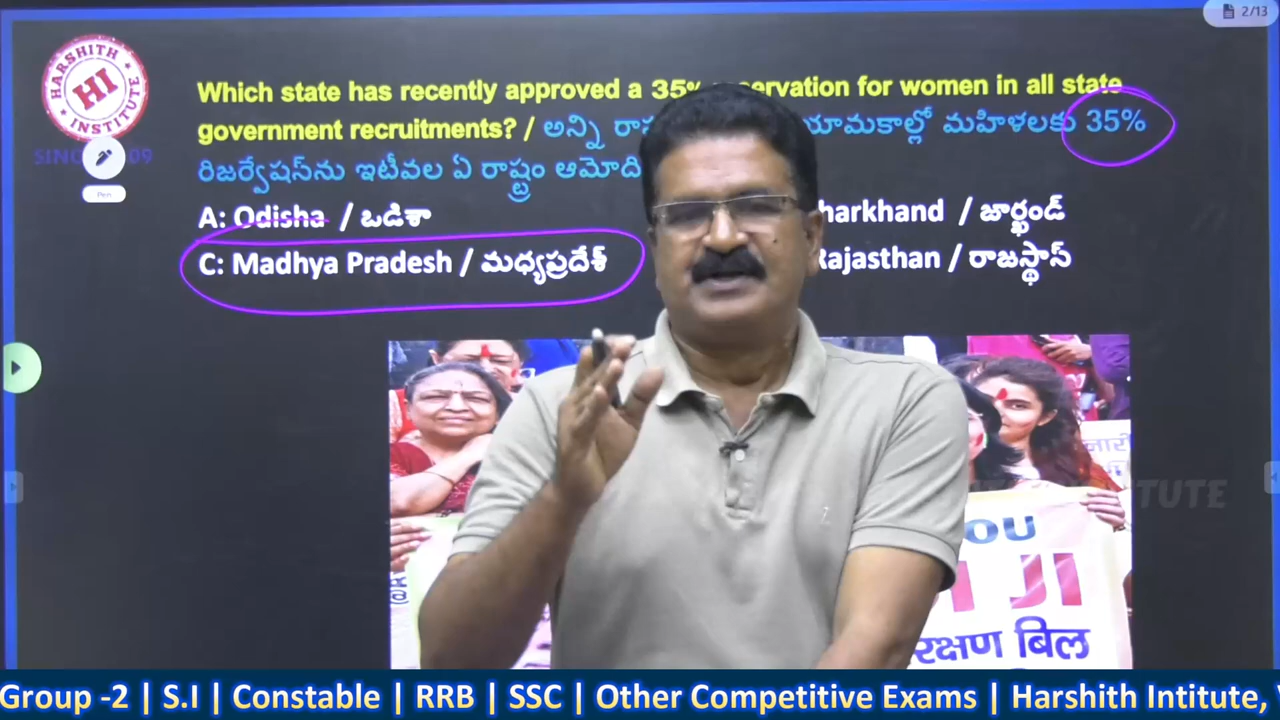 2/13
HARSHITH
HI
INSTITUTE
Which state has recently approved a 35% reservation for women in all state
government recruitments? / అన్ని మహిళలకు 35%
రిజర్వేషన్‌ను ఇటీవల ఏ రాష్ట్రం
Pen
A: Odisha / ఒడిశా harkhand / జార్ఖండ్
C: Madhya Pradesh / మధ్యప్రదేశ్ Rajasthan / రాజస్థాన్
TUTE
OU
JI
रक्षण बिल
Group -2 | S.I | Constable | RRB | SSC | Other Competitive Exams | Harshith Intitute,